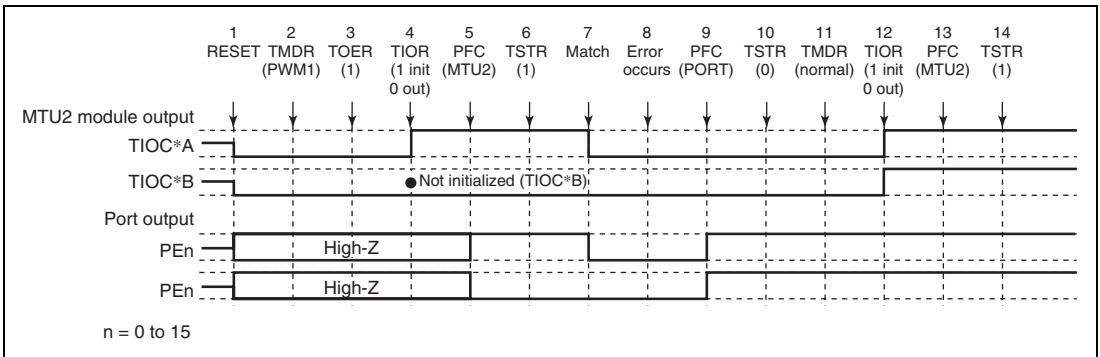 1 2 3 4 5 6 7 8 9 10 11 12 13 14
RESET TMDR TOER TIOR PFC TSTR Match Error PFC TSTR TMDR TIOR PFC TSTR
(PWM1) (1) (1 init (MTU2) (1) occurs (PORT) (0) (normal) (1 init (MTU2) (1)
0 out) 0 out)
MTU2 module output
TIOC*A
TIOC*B ● Not initialized (TIOC*B)
Port output
PEn High-Z
PEn High-Z
n = 0 to 15